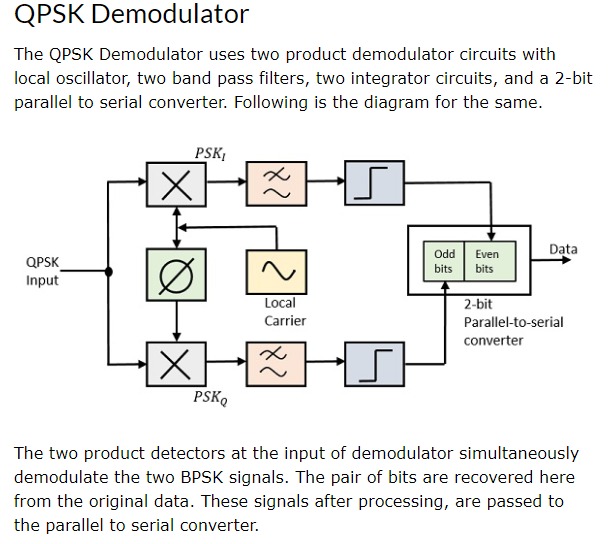 QPSK Demodulator
The QPSK Demodulator uses two product demodulator circuits with
local oscillator, two band pass filters, two integrator circuits, and a 2-bit
parallel to serial converter. Following is the diagram for the same.
PSK_I
QPSK
Input
Local
Carrier
Odd
bits
Even
bits
Data
2-bit
Parallel-to-serial
converter
PSK_Q
The two product detectors at the input of demodulator simultaneously
demodulate the two BPSK signals. The pair of bits are recovered here
from the original data. These signals after processing, are passed to
the parallel to serial converter.